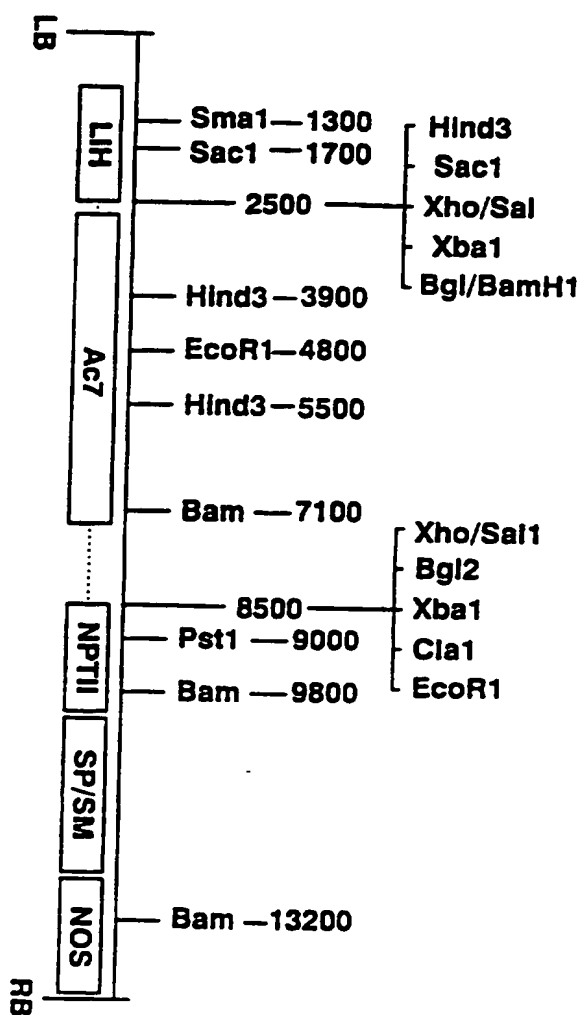 LB
LIH
Sma1—1300
Sac1—1700
2500
Hind3
Sac1
Xho/Sal
Xba1
Bgl/BamH1
Ac7
Hind3—3900
EcoR1—4800
Hind3—5500
Bam—7100
8500
Xho/Sal1
Bgl2
Xba1
Cla1
EcoR1
NPTII
Pst1—9000
Bam—9800
SP/SM
NOS
Bam—13200
RB